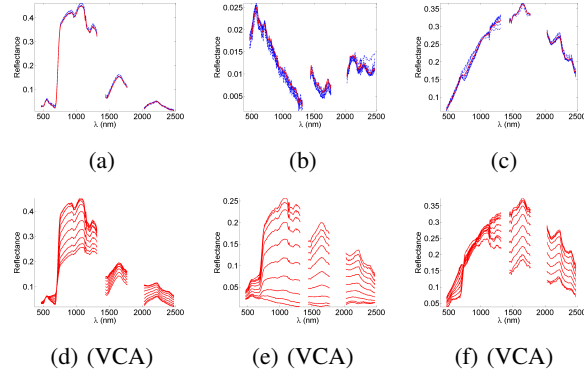 0.4
0.3
0.2
0.1
Reflectance
500 1000 1500 2000 2500
λ (nm)
(a)
0.025
0.02
0.015
0.01
0.005
Reflectance
500 1000 1500 2000 2500
λ (nm)
(b)
0.35
0.3
0.25
0.2
0.15
0.1
Reflectance
500 1000 1500 2000 2500
λ (nm)
(c)
0.4
0.3
0.2
0.1
Reflectance
500 1000 1500 2000 2500
λ (nm)
(d) (VCA)
0.25
0.2
0.15
0.1
0.05
Reflectance
500 1000 1500 2000 2500
λ (nm)
(e) (VCA)
0.35
0.3
0.25
0.2
0.15
0.1
0.05
Reflectance
500 1000 1500 2000 2500
λ (nm)
(f) (VCA)